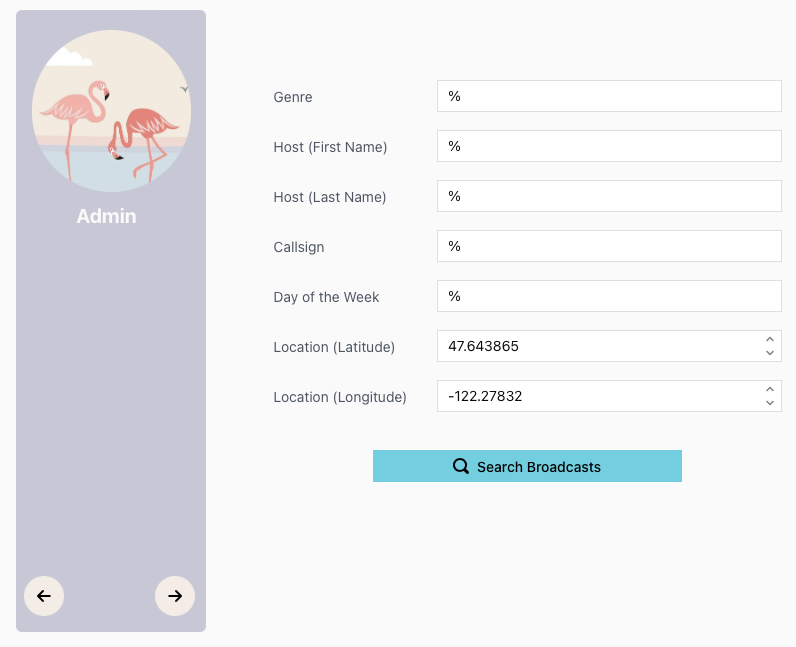 Admin
Genre %
Host (First Name) %
Host (Last Name) %
Callsign %
Day of the Week %
Location (Latitude) 47.643865
Location (Longitude) -122.27832
Search Broadcasts